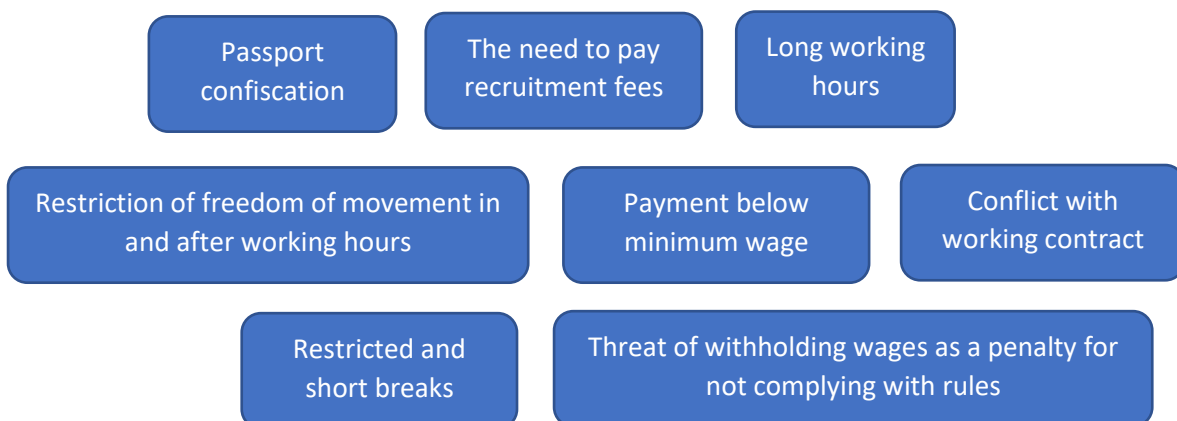 Passport
confiscation
The need to pay
recruitment fees
Long working
hours
Restriction of freedom of movement in
and after working hours
Payment below
minimum wage
Conflict with
working contract
Restricted and
short breaks
Threat of withholding wages as a penalty for
not complying with rules